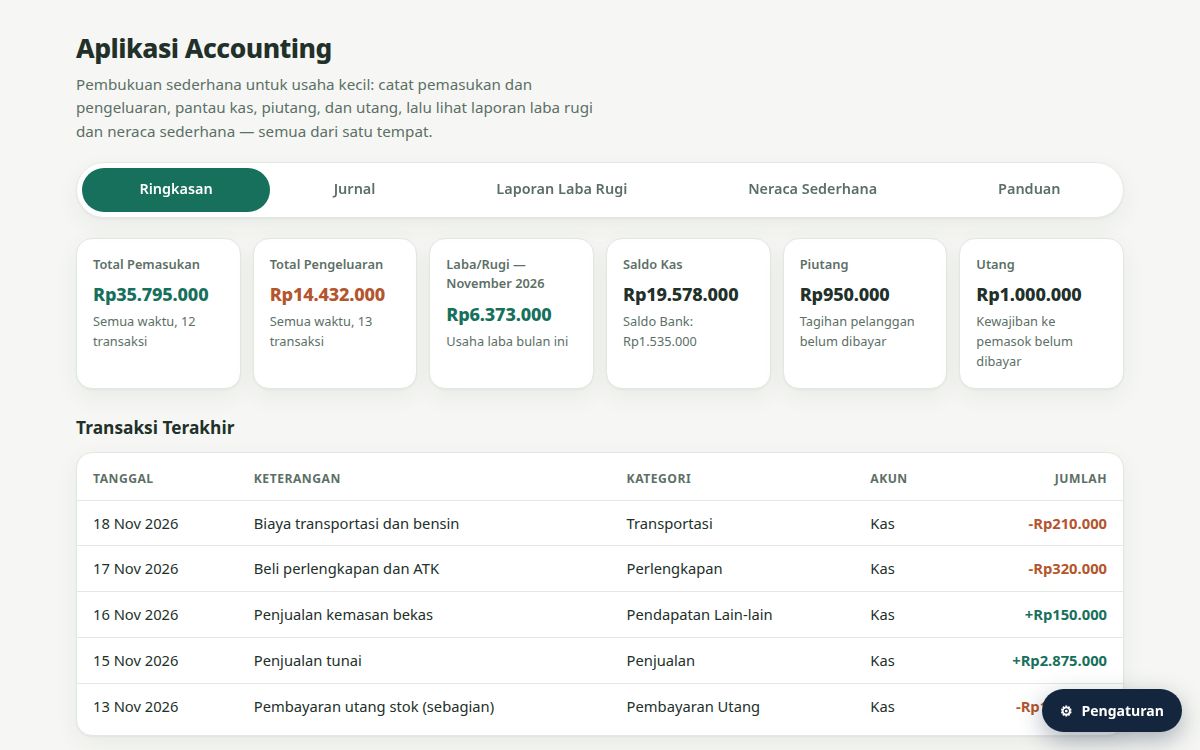 Aplikasi Accounting
Pembukuan sederhana untuk usaha kecil: catat pemasukan dan
pengeluaran, pantau kas, piutang, dan utang, lalu lihat laporan laba rugi
dan neraca sederhana — semua dari satu tempat.
Ringkasan Jurnal Laporan Laba Rugi Neraca Sederhana Panduan
Total Pemasukan
Rp35.795.000
Semua waktu, 12
transaksi
Total Pengeluaran
Rp14.432.000
Semua waktu, 13
transaksi
Laba/Rugi —
November 2026
Rp6.373.000
Usaha laba bulan ini
Saldo Kas
Rp19.578.000
Saldo Bank:
Rp1.535.000
Piutang
Rp950.000
Tagihan pelanggan
belum dibayar
Utang
Rp1.000.000
Kewajiban ke
pemasok belum
dibayar
Transaksi Terakhir
TANGGAL KETERANGAN KATEGORI AKUN JUMLAH
18 Nov 2026 Biaya transportasi dan bensin Transportasi Kas -Rp210.000
17 Nov 2026 Beli perlengkapan dan ATK Perlengkapan Kas -Rp320.000
16 Nov 2026 Penjualan kemasan bekas Pendapatan Lain-lain Kas +Rp150.000
15 Nov 2026 Penjualan tunai Penjualan Kas +Rp2.875.000
13 Nov 2026 Pembayaran utang stok (sebagian) Pembayaran Utang Kas
⚙ Pengaturan